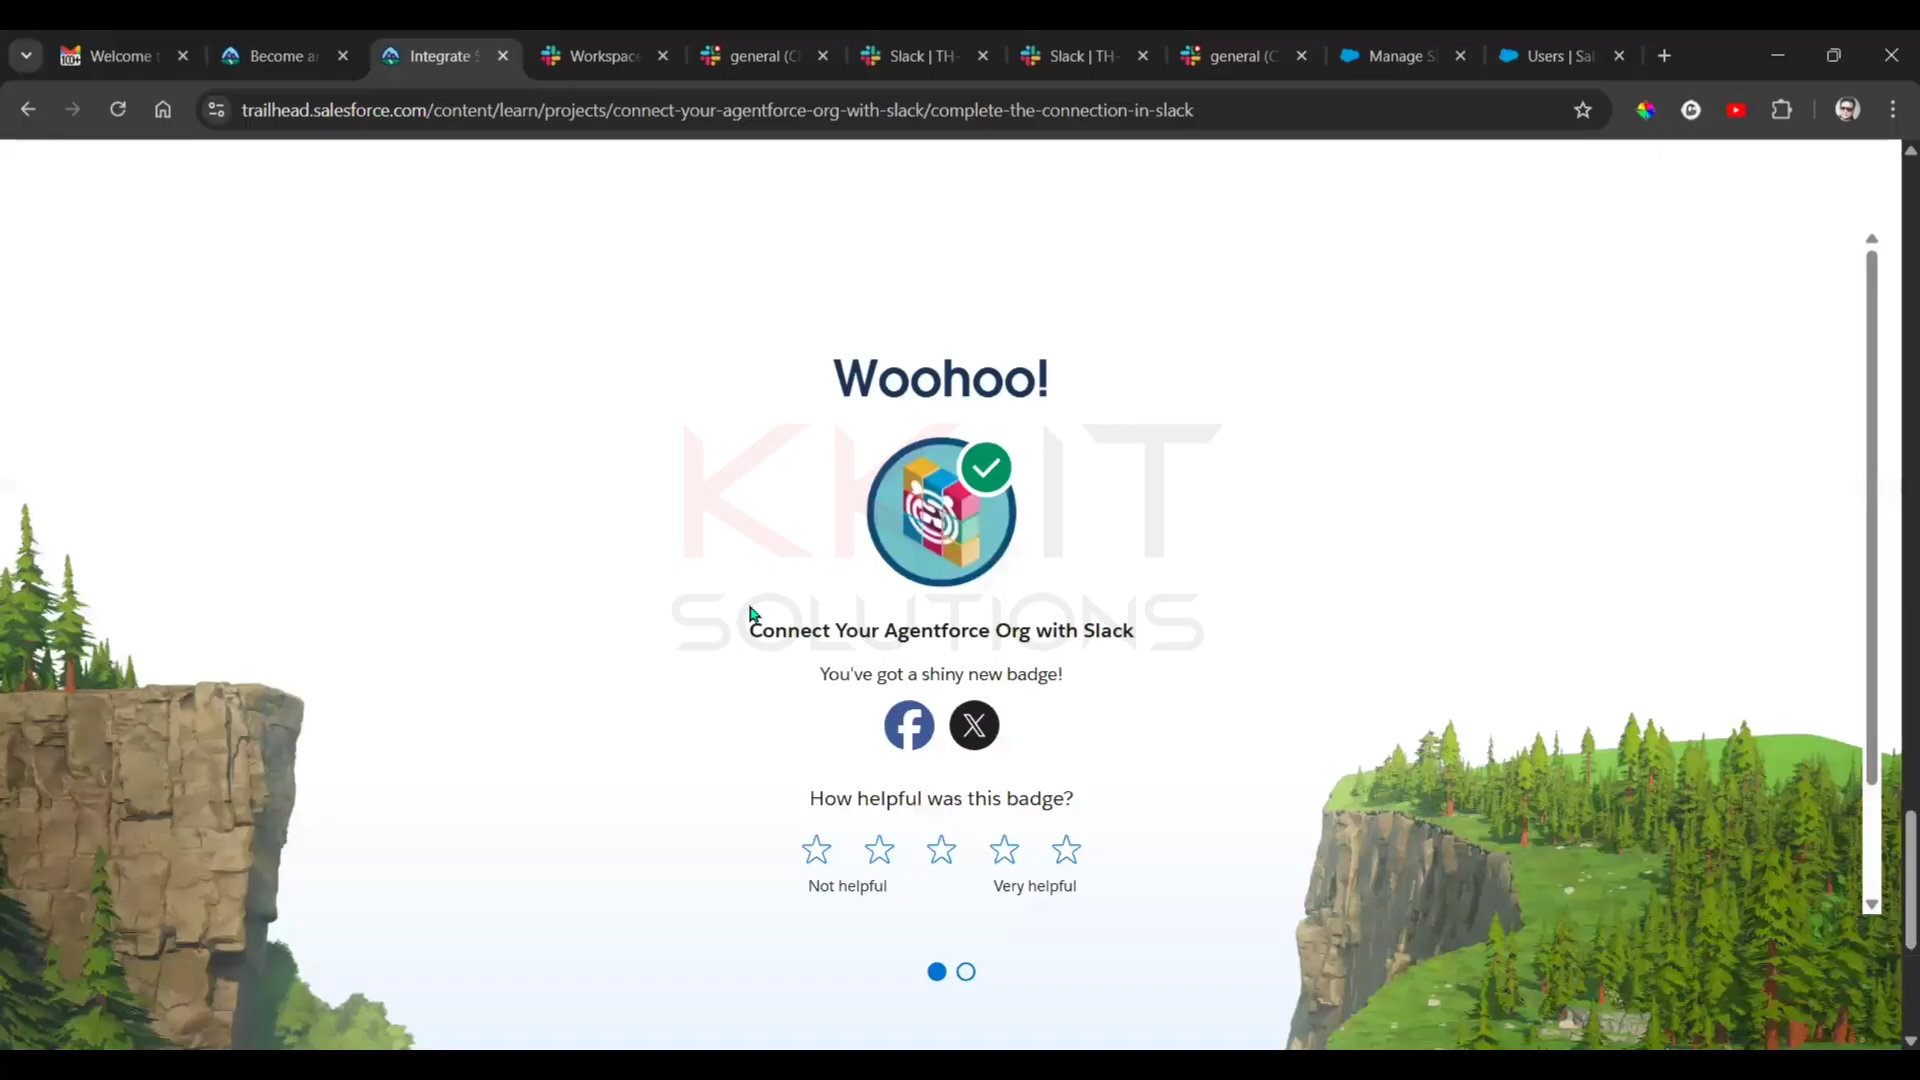 Welcome t
Become ar
Integrate S
Workspace
general (C
Slack | TH-
Slack | TH-
general (C
Manage S
Users | Sal
trailhead.salesforce.com/content/learn/projects/connect-your-agentforce-org-with-slack/complete-the-connection-in-slack
Woohoo!
KK IT
SOLUTIONS
Connect Your Agentforce Org with Slack
You've got a shiny new badge!
How helpful was this badge?
Not helpful
Very helpful